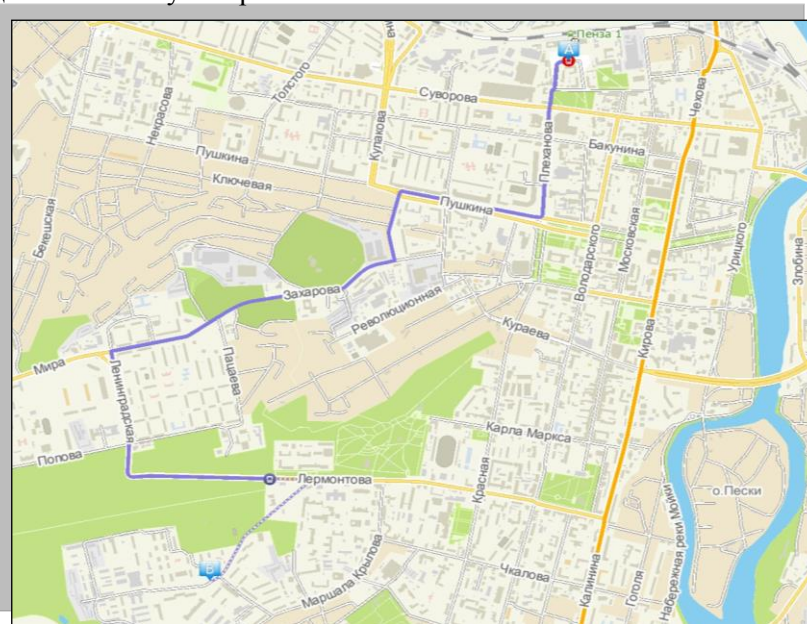 Пенза 1
A
Суворова
Толстого
Некрасова
Кулакова
Чехова
Плеханова
Бакунина
Пушкина
Ключевая
Пушкина
Бекешская
Московская
Володарского
Урицкого
Злобина
Захарова
Революционная
Кураева
Кирова
Мира
Ленинградская
Пацаева
Попова
Карла Маркса
Красная
Лермонтова
о.Пески
Набережная реки Мойки
B
Маршала Крылова
Чкалова
Калинина
Гоголя